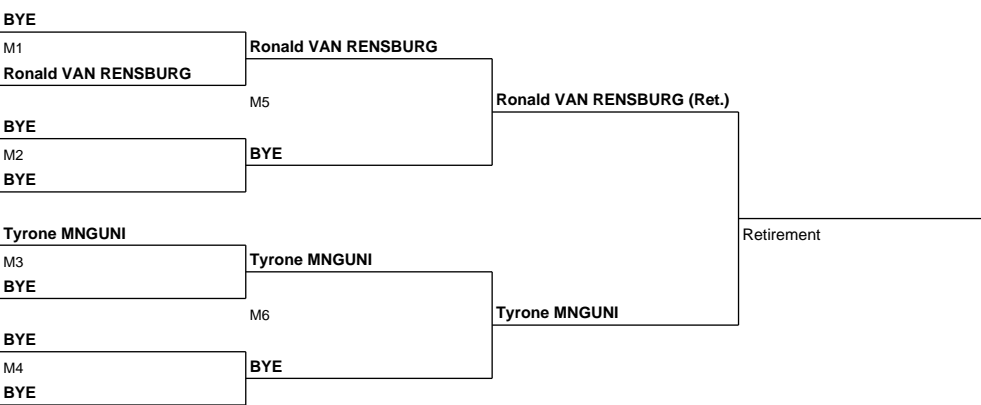 BYE
M1
Ronald VAN RENSBURG
Ronald VAN RENSBURG
M5
Ronald VAN RENSBURG (Ret.)
BYE
M2
BYE
BYE
Tyrone MNGUNI
Retirement
M3
Tyrone MNGUNI
BYE
M6
Tyrone MNGUNI
BYE
M4
BYE
BYE